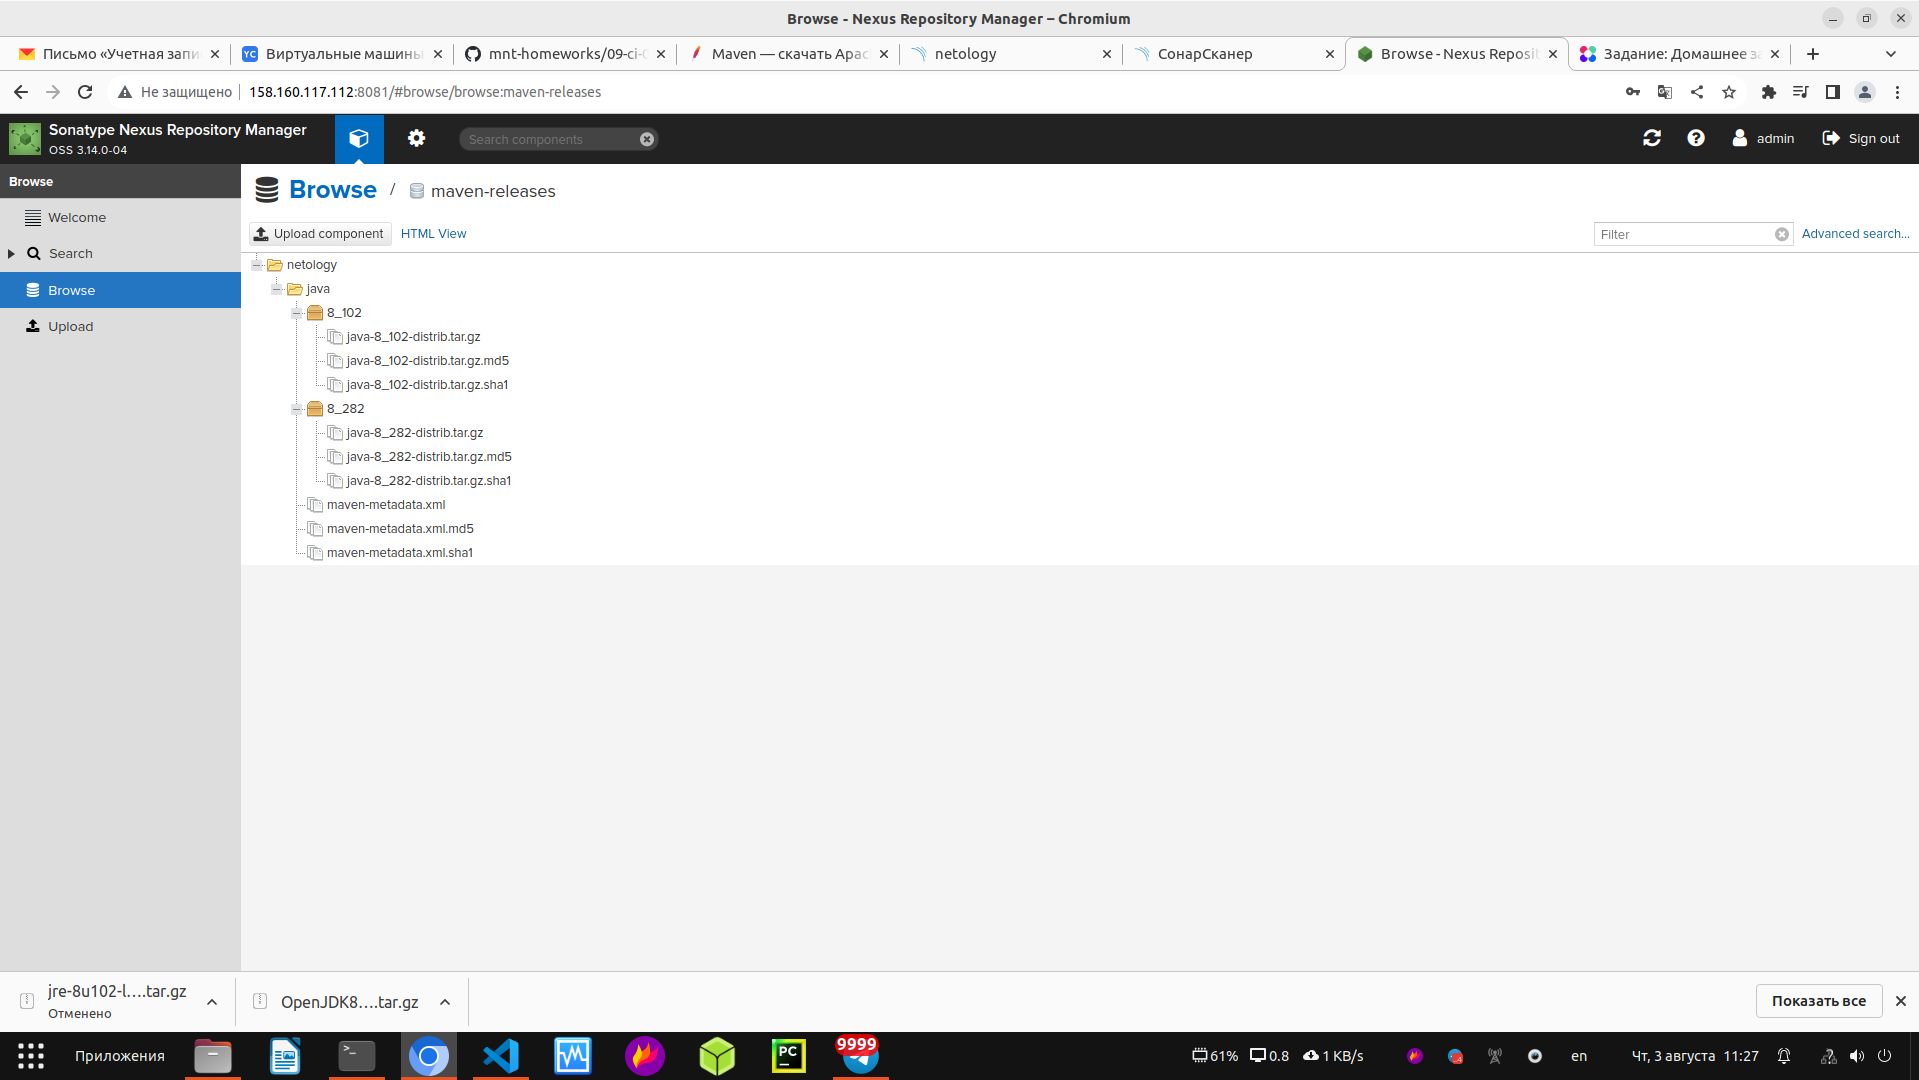 Browse - Nexus Repository Manager – Chromium
Письмо «Учетная запи
Виртуальные машины
mnt-homeworks/09-ci-0
Maven — скачать Apac
netology
СонарСканер
Browse - Nexus Reposit
Задание: Домашнее за
Не защищено
158.160.117.112:8081/#browse/browse:maven-releases
Sonatype Nexus Repository Manager
OSS 3.14.0-04
Search components
admin
Sign out
Browse
Welcome
Search
Browse
Upload
Browse / maven-releases
Upload component
HTML View
Filter
Advanced search...
netology
java
8_102
java-8_102-distrib.tar.gz
java-8_102-distrib.tar.gz.md5
java-8_102-distrib.tar.gz.sha1
8_282
java-8_282-distrib.tar.gz
java-8_282-distrib.tar.gz.md5
java-8_282-distrib.tar.gz.sha1
maven-metadata.xml
maven-metadata.xml.md5
maven-metadata.xml.sha1
jre-8u102-l....tar.gz
Отменено
OpenJDK8....tar.gz
Показать все
Приложения
PC
9999
61%
0.8
1 KB/s
en
Чт, 3 августа 11:27